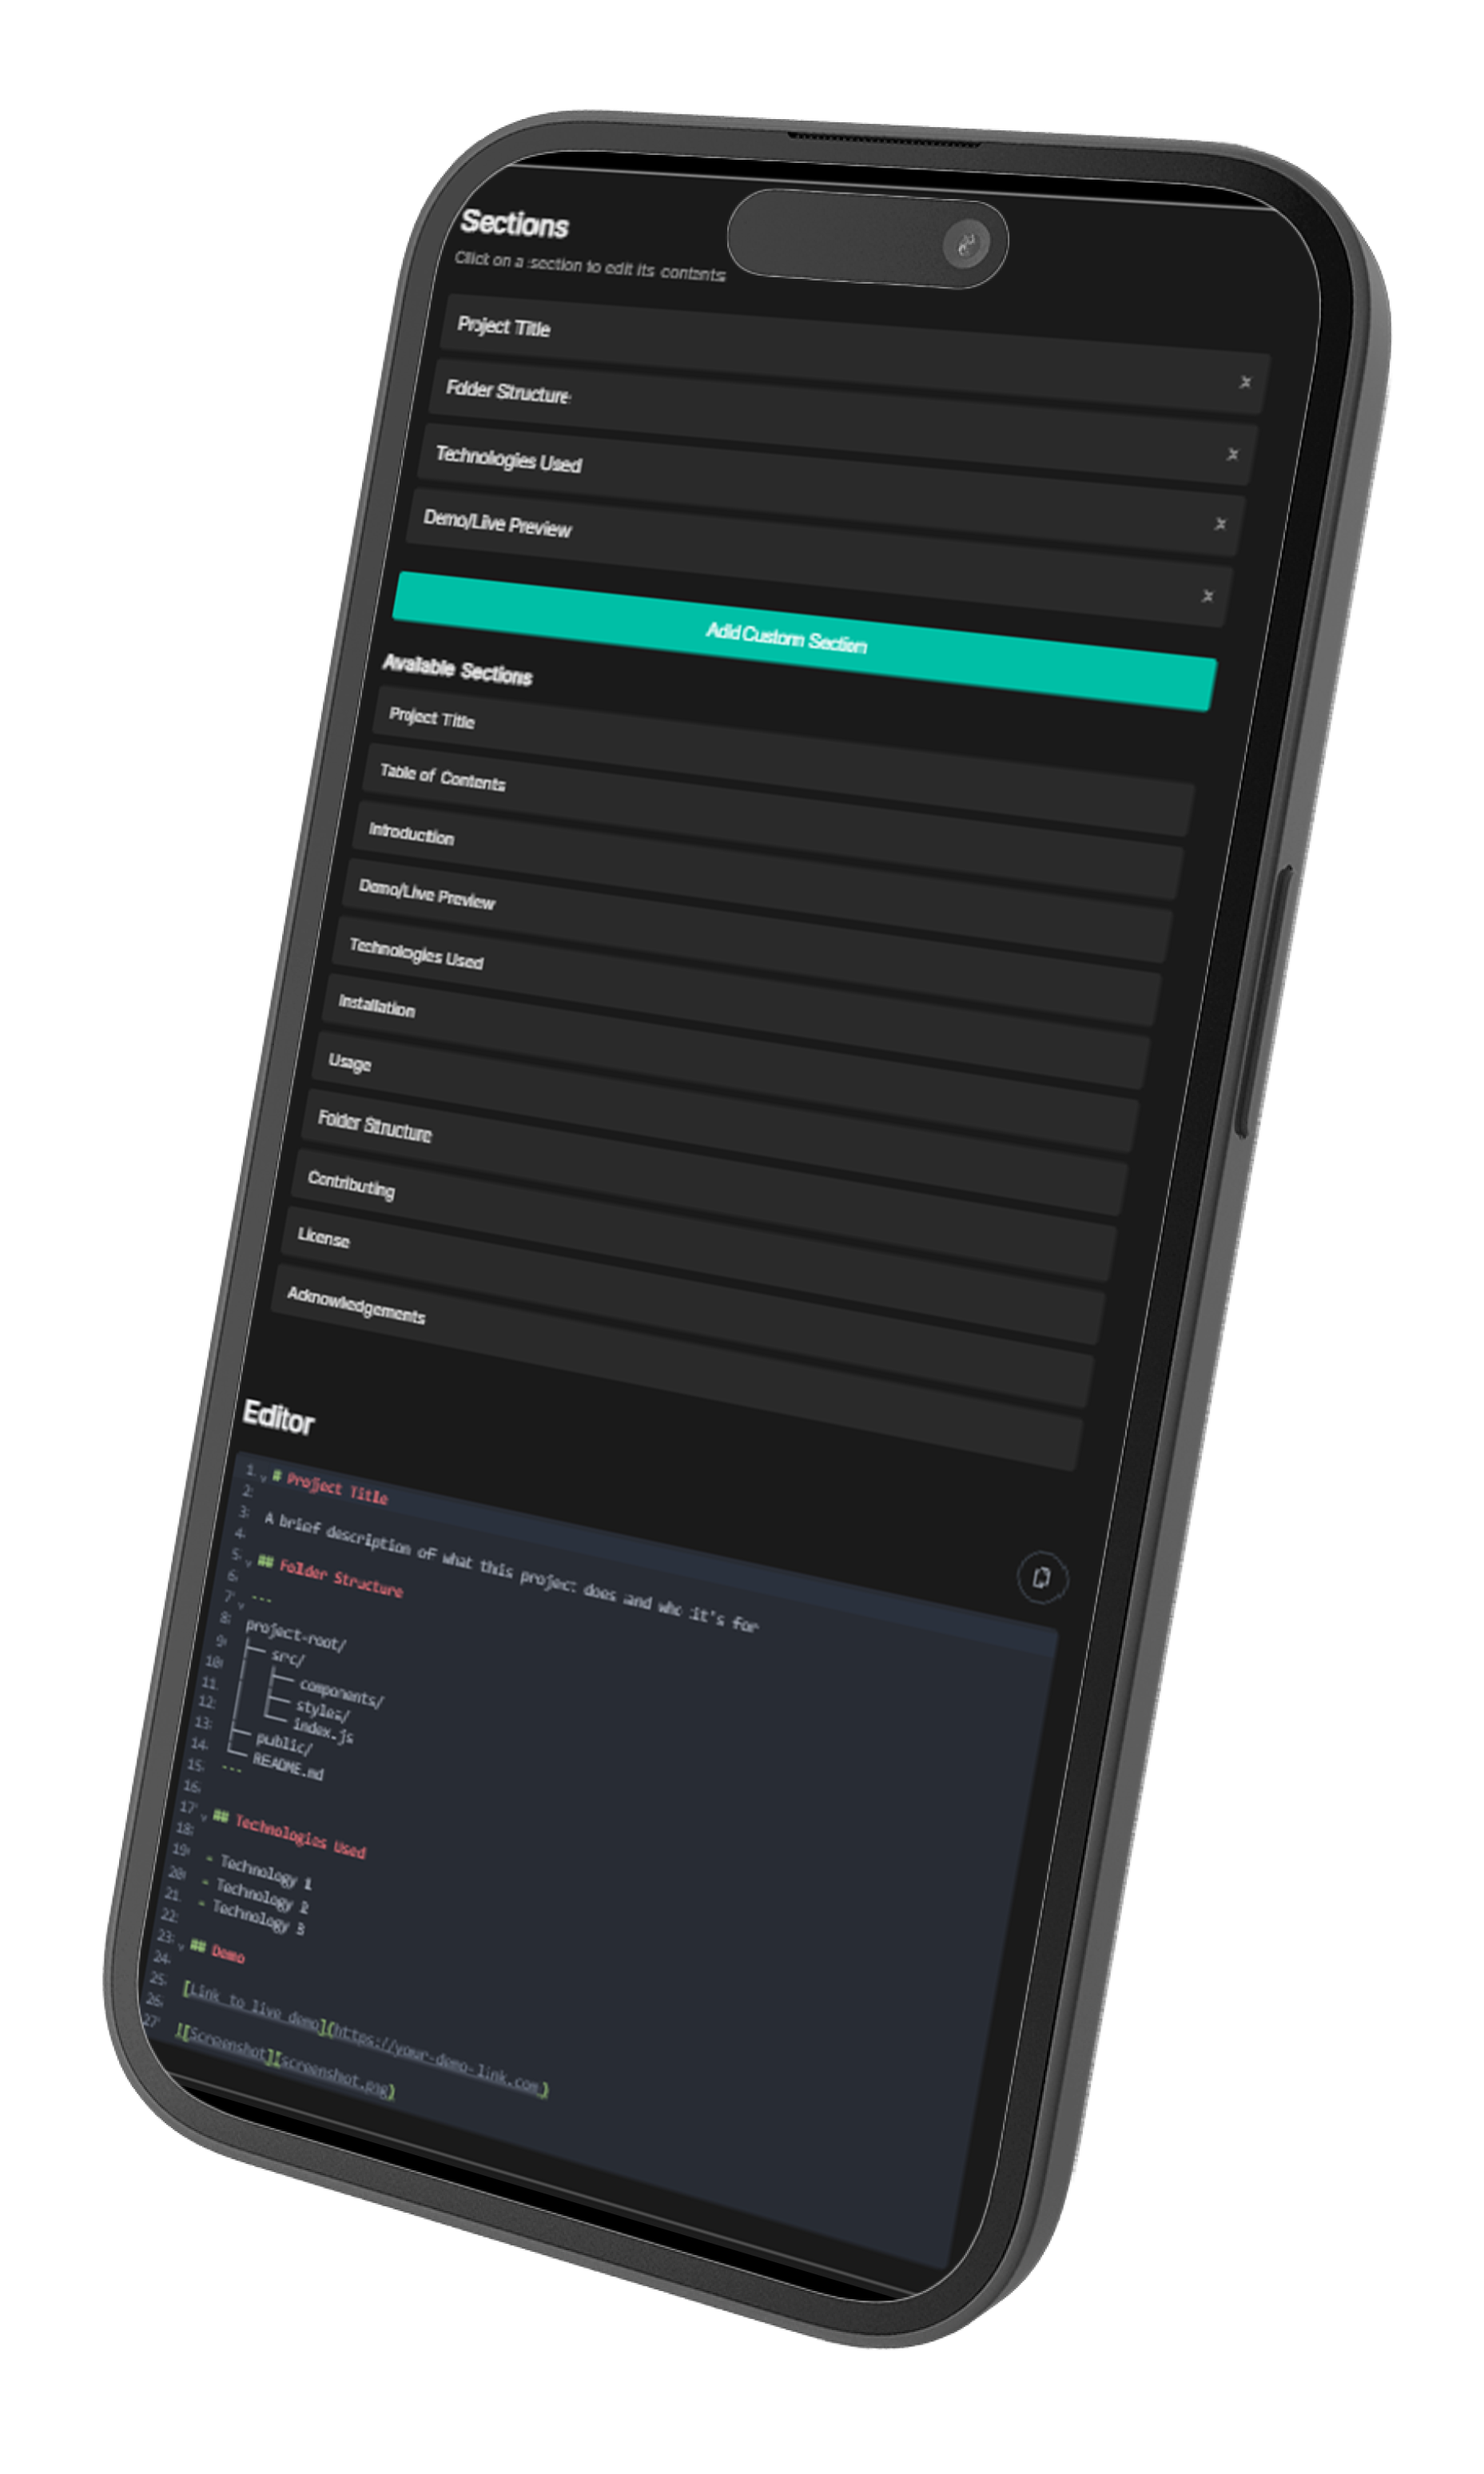 Sections
Click on a section to edit its contents
Project Title
×
Folder Structure
×
Technologies Used
×
Demo/Live Preview
×
Add Custom Section
Available Sections
Project Title
Table of Contents
Introduction
Demo/Live Preview
Technologies Used
Installation
Usage
Folder Structure
Contributing
License
Acknowledgements
Editor
1 # Project Title
2
3 A brief description of what this project does and who it's for
4
5 ## Folder Structure
6
7 ---
8 project-root/
9 ├── src/
10 │   ├── components/
11 │   ├── styles/
12 │   └── index.js
13 ├── public/
14 └── README.md
15 ---
16
17 ## Technologies Used
18
19 - Technology 1
20 - Technology 2
21 - Technology 3
22
23 ## Demo
24
25 [Link to live demo](https://your-demo-link.com)
26
27 ![Screenshot](screenshot.png)